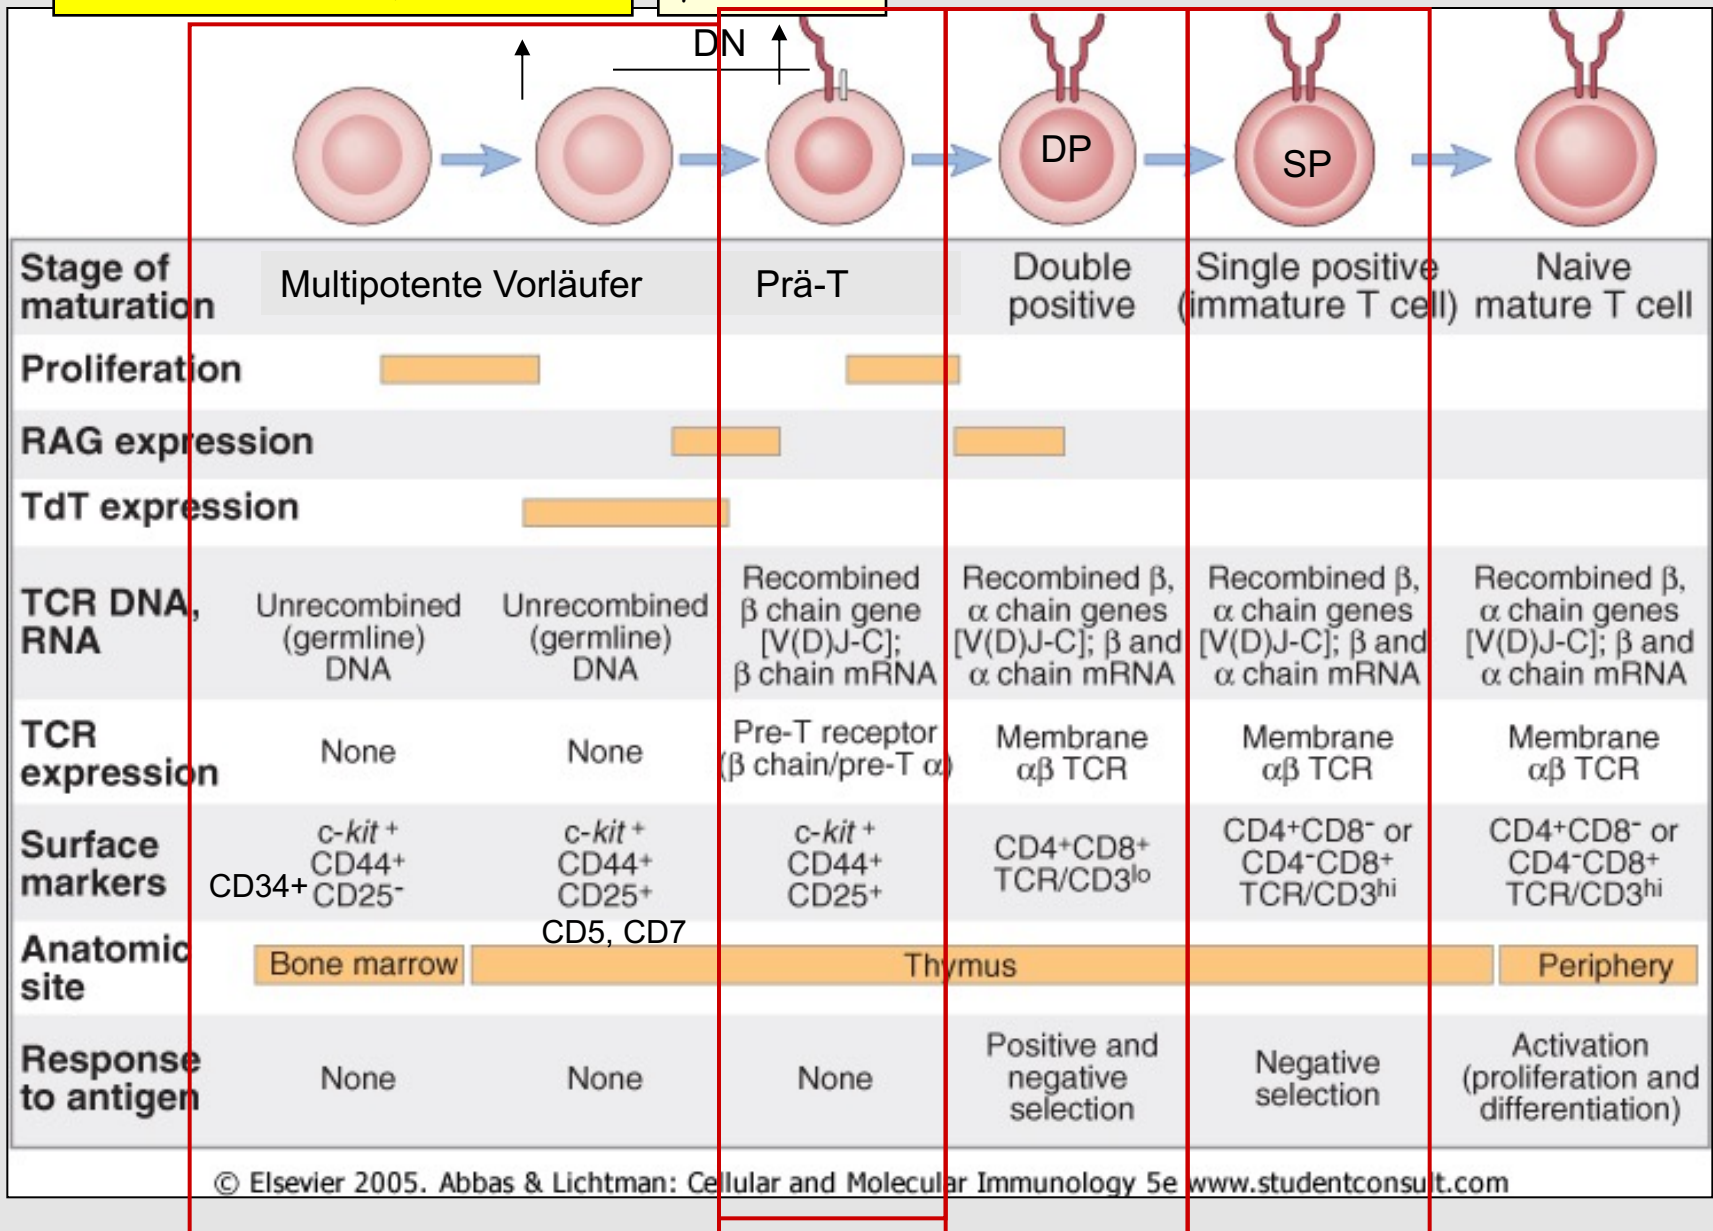 DN
DP
SP
Stage of
maturation
Multipotente Vorläufer
Prä-T
Double
positive
Single positive
(immature T cell)
Naive
mature T cell
Proliferation
RAG expression
TdT expression
TCR DNA,
RNA
Unrecombined
(germline)
DNA
Unrecombined
(germline)
DNA
Recombined
β chain gene
[V(D)J-C];
β chain mRNA
Recombined β,
α chain genes
[V(D)J-C]; β and
α chain mRNA
Recombined β,
α chain genes
[V(D)J-C]; β and
α chain mRNA
Recombined β,
α chain genes
[V(D)J-C]; β and
α chain mRNA
TCR
expression
None
None
Pre-T receptor
(β chain/pre-T α)
Membrane
αβ TCR
Membrane
αβ TCR
Membrane
αβ TCR
Surface
markers
CD34+
c-kit⁺
CD44⁺
CD25⁻
c-kit⁺
CD44⁺
CD25⁺
CD5, CD7
c-kit⁺
CD44⁺
CD25⁺
CD4⁺CD8⁺
TCR/CD3ˡᵒ
CD4⁺CD8⁻ or
CD4⁻CD8⁺
TCR/CD3ʰⁱ
CD4⁺CD8⁻ or
CD4⁻CD8⁺
TCR/CD3ʰⁱ
Anatomic
site
Bone marrow
Thymus
Periphery
Response
to antigen
None
None
None
Positive and
negative
selection
Negative
selection
Activation
(proliferation and
differentiation)
© Elsevier 2005. Abbas & Lichtman: Cellular and Molecular Immunology 5e www.studentconsult.com